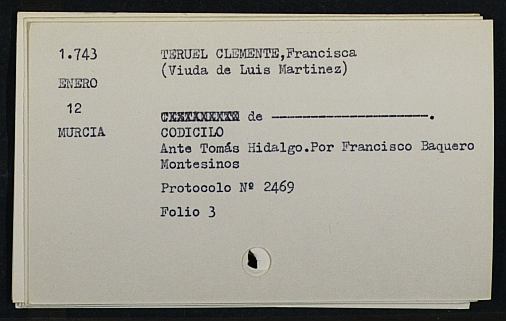 1.743
TERUEL CLEMENTE,Francisca
(Viuda de Luis Martinez)
ENERO
12
de ----------------------.
MURCIA
CODICILO
Ante Tomás Hidalgo.Por Francisco Baquero
Montesinos
Protocolo Nº 2469
Folio 3